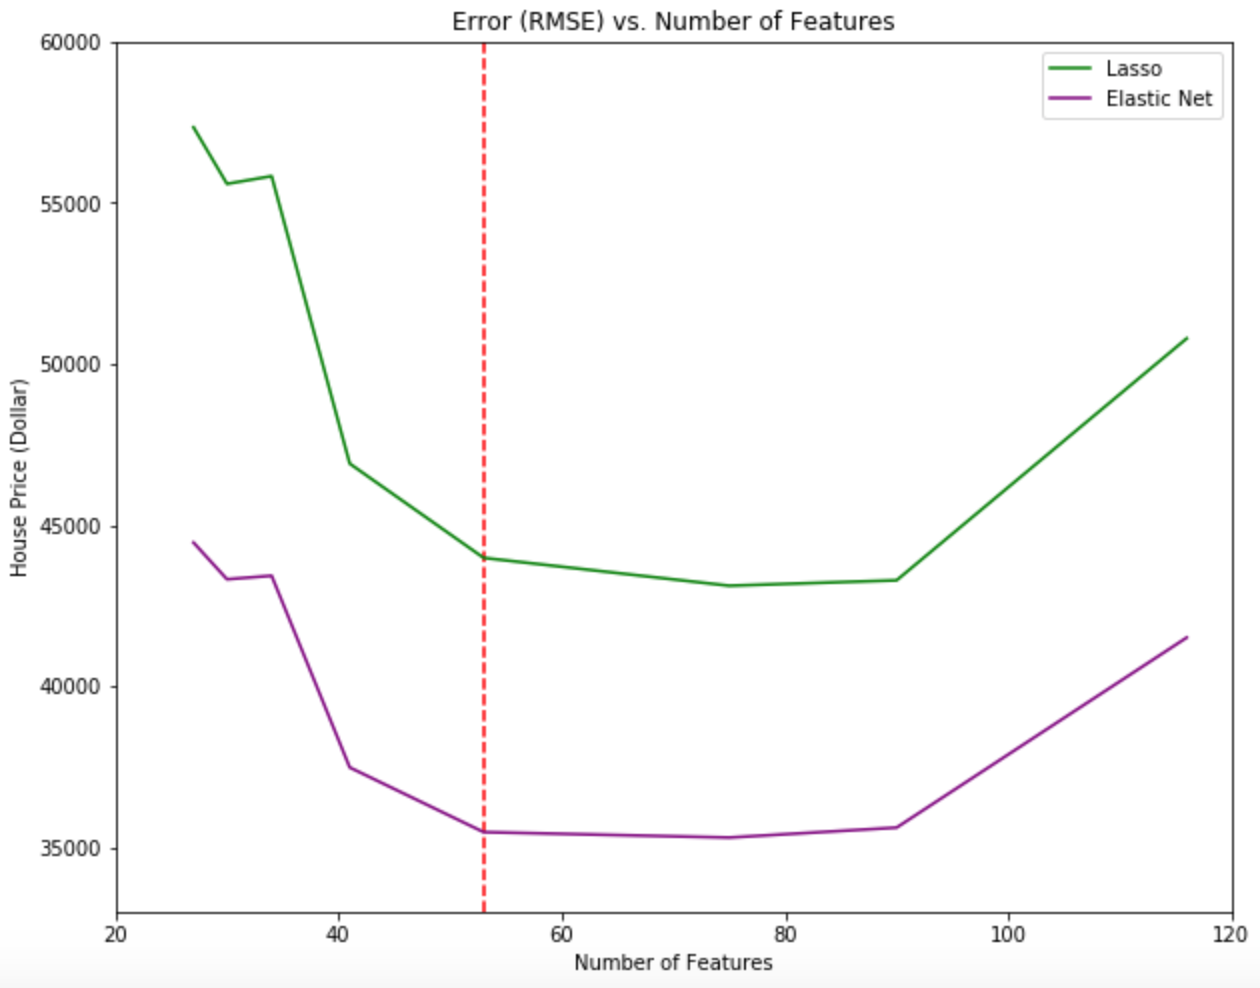 Error (RMSE) vs. Number of Features
60000
55000
50000
45000
40000
35000
House Price (Dollar)
Lasso
Elastic Net
20 40 60 80 100 120
Number of Features